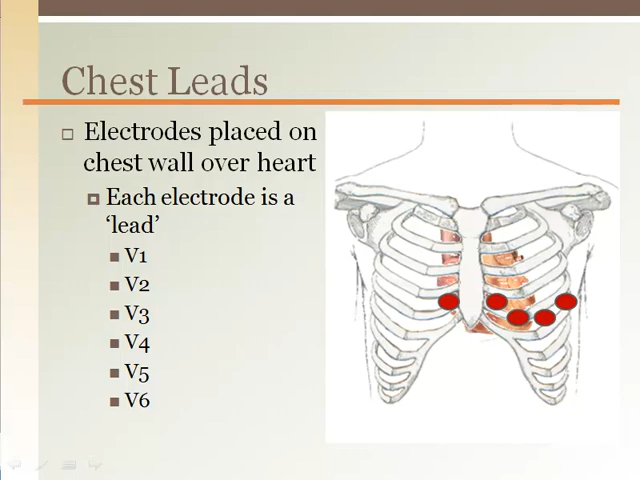 Chest Leads
Electrodes placed on
chest wall over heart
Each electrode is a
‘lead’
V1
V2
V3
V4
V5
V6